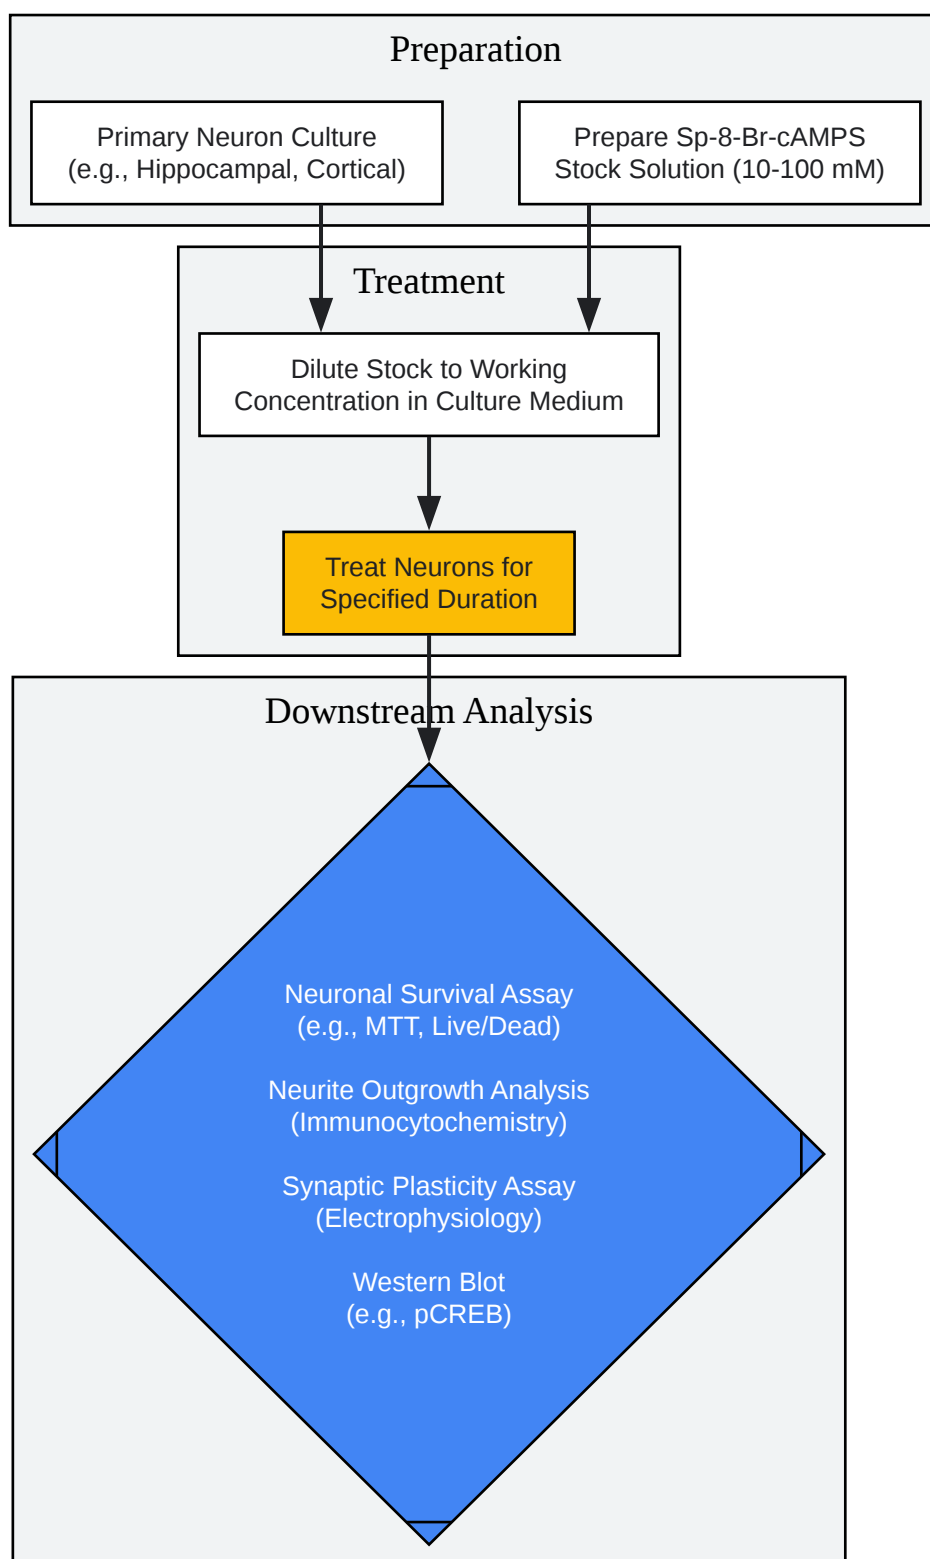 Preparation
Primary Neuron Culture
(e.g., Hippocampal, Cortical)
Prepare Sp-8-Br-cAMPS
Stock Solution (10-100 mM)
Treatment
Dilute Stock to Working
Concentration in Culture Medium
Treat Neurons for
Specified Duration
Downstream Analysis
Neuronal Survival Assay
(e.g., MTT, Live/Dead)
Neurite Outgrowth Analysis
(Immunocytochemistry)
Synaptic Plasticity Assay
(Electrophysiology)
Western Blot
(e.g., pCREB)